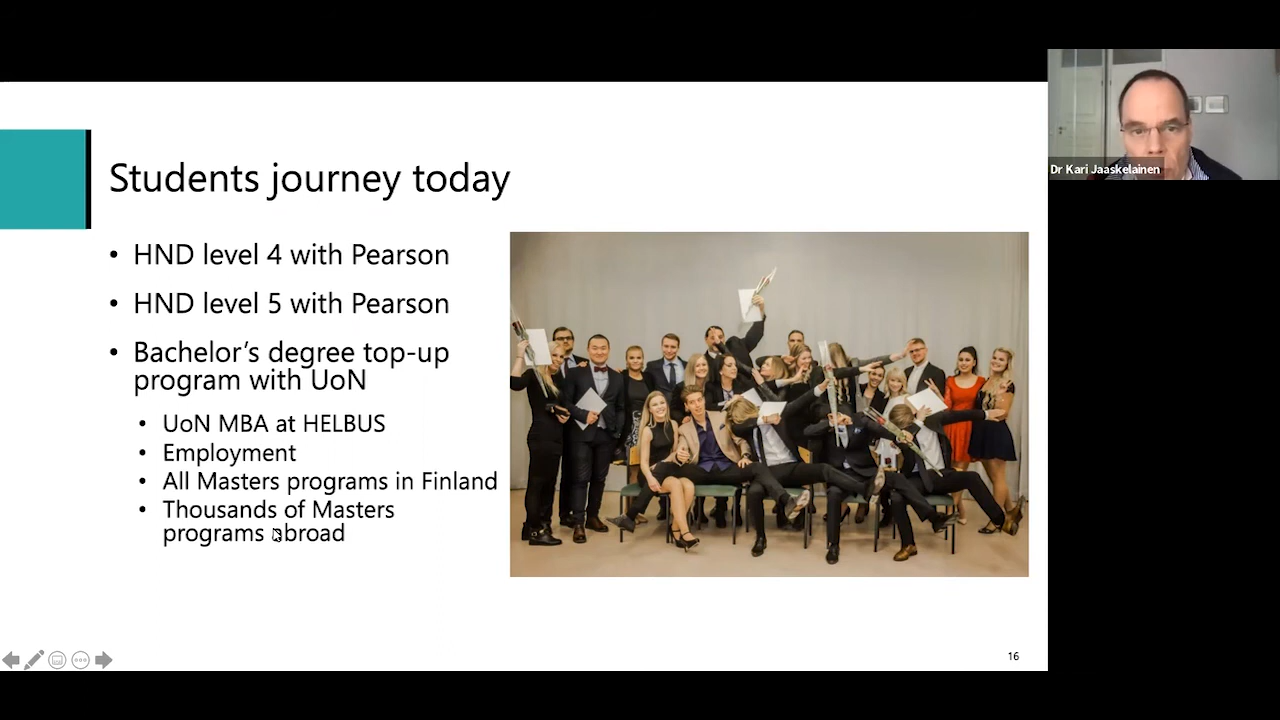 Students journey today
• HND level 4 with Pearson
• HND level 5 with Pearson
• Bachelor’s degree top-up
program with UoN
• UoN MBA at HELBUS
• Employment
• All Masters programs in Finland
• Thousands of Masters
programs abroad
Dr Kari Jaaskelainen
16